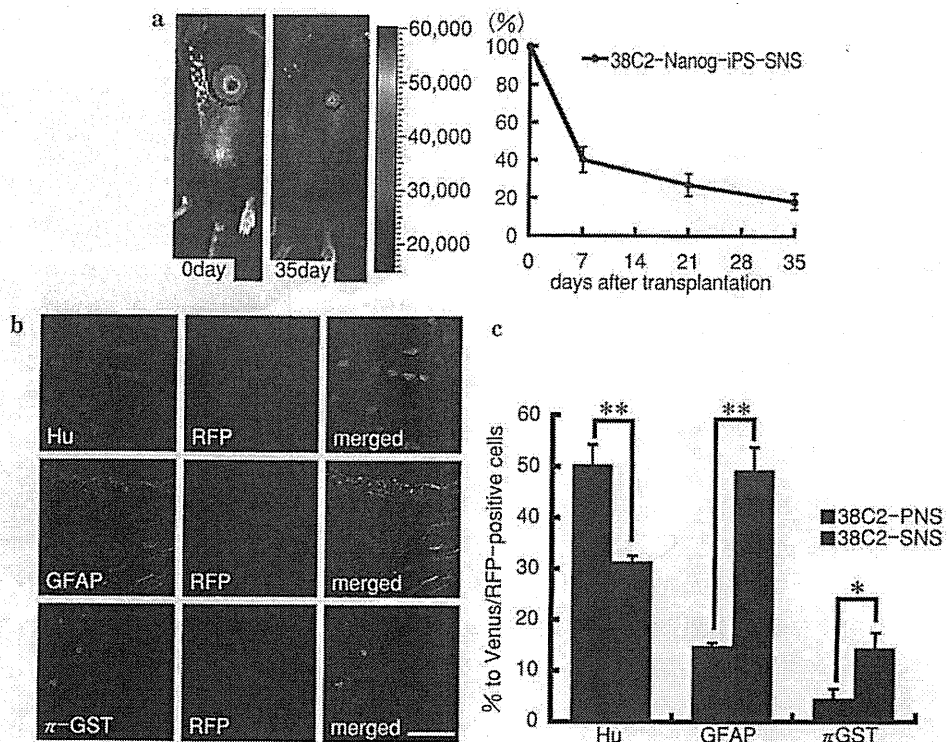 a
0day
35day
60,000
50,000
40,000
30,000
20,000
(%)
100
80
60
40
20
0
38C2-Nanog-iPS-SNS
0 7 14 21 28 35
days after transplantation
b
Hu
RFP
merged
GFAP
RFP
merged
π-GST
RFP
merged
c
% to Venus/RFP-positive cells
60
50
40
30
20
10
0
**
**
*
38C2-PNS
38C2-SNS
Hu
GFAP
πGST